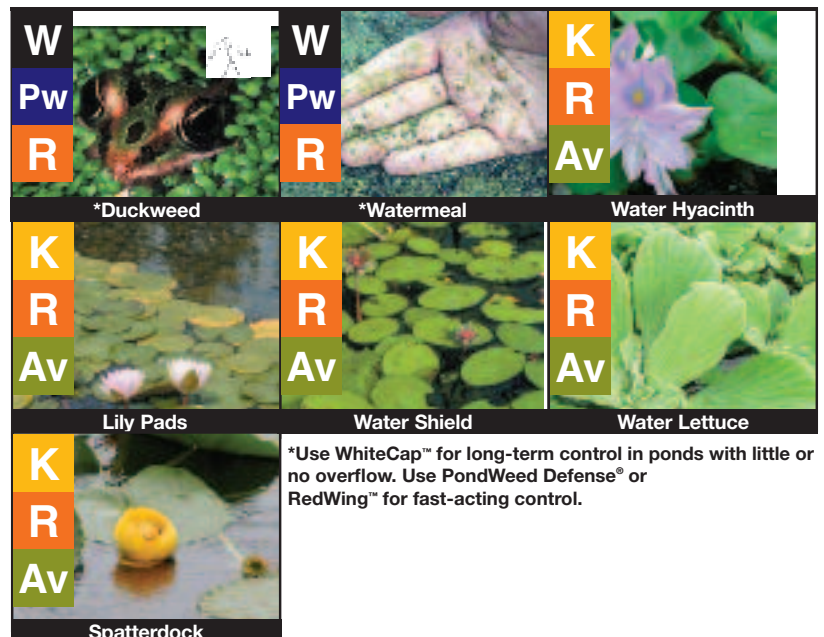 W
Pw
R
*Duckweed
W
Pw
R
*Watermeal
K
R
Av
Water Hyacinth
K
R
Av
Lily Pads
K
R
Av
Water Shield
K
R
Av
Water Lettuce
K
R
Av
Spatterdock
*Use WhiteCap™ for long-term control in ponds with little or
no overflow. Use PondWeed Defense® or
RedWing™ for fast-acting control.